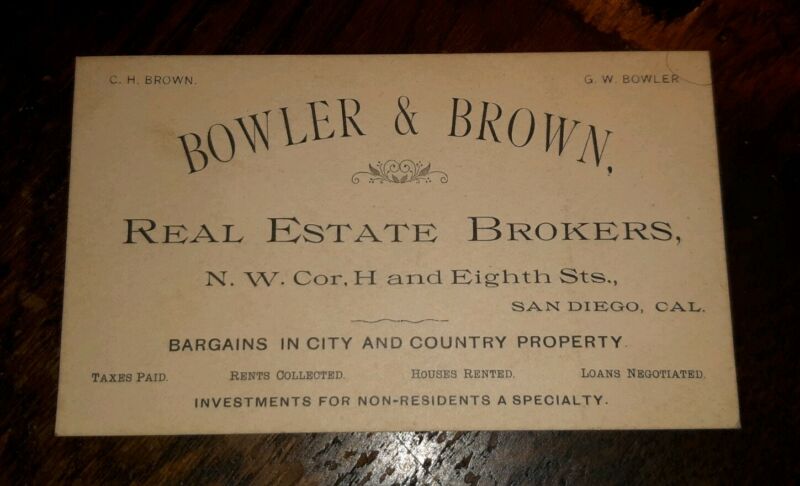 C. H. BROWN. G. W. BOWLER
BOWLER & BROWN,
REAL ESTATE BROKERS,
N. W. Cor, H and Eighth Sts.,
SAN DIEGO, CAL.
BARGAINS IN CITY AND COUNTRY PROPERTY.
TAXES PAID. RENTS COLLECTED. HOUSES RENTED. LOANS NEGOTIATED.
INVESTMENTS FOR NON-RESIDENTS A SPECIALTY.